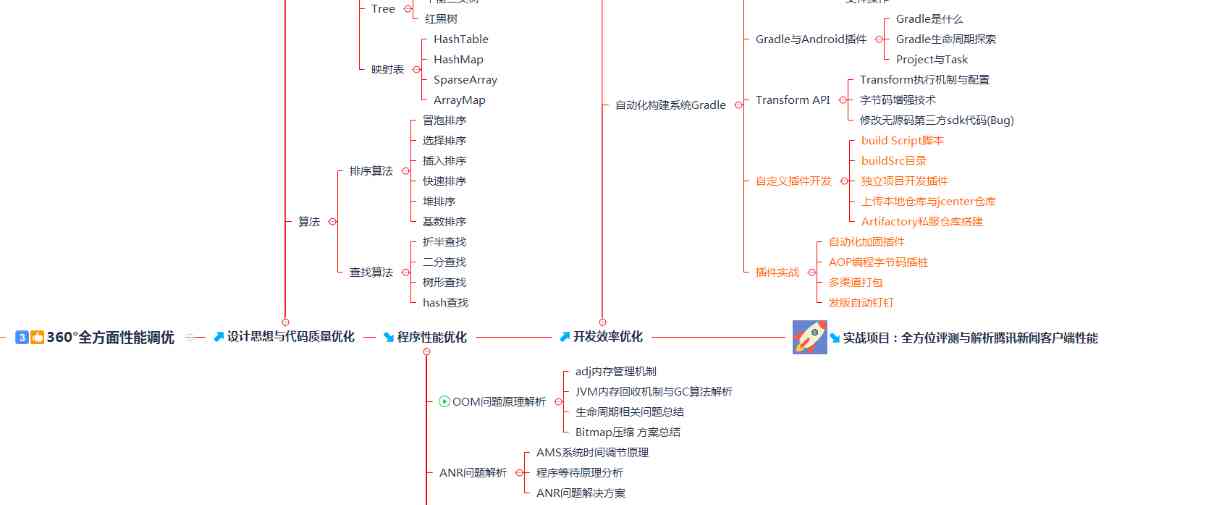 Tree
红黑树
映射表
HashTable
HashMap
SparseArray
ArrayMap
算法
排序算法
冒泡排序
选择排序
插入排序
快速排序
堆排序
基数排序
查找算法
折半查找
二分查找
树形查找
hash查找
自动化构建系统Gradle
Gradle与Android插件
Gradle是什么
Gradle生命周期探索
Project与Task
Transform API
Transform执行机制与配置
字节码增强技术
修改无源码第三方sdk代码(Bug)
自定义插件开发
build Script脚本
buildSrc目录
独立项目开发插件
上传本地仓库与jcenter仓库
Artifactory私服仓库搭建
插件实战
自动化加固插件
AOP编程字节码插桩
多渠道打包
发版自动钉钉
3
360°全方面性能调优
设计思想与代码质量优化
程序性能优化
开发效率优化
实战项目：全方位评测与解析腾讯新闻客户端性能
OOM问题原理解析
adj内存管理机制
JVM内存回收机制与GC算法解析
生命周期相关问题总结
Bitmap压缩 方案总结
ANR问题解析
AMS系统时间调节原理
程序等待原理分析
ANR问题解决方案